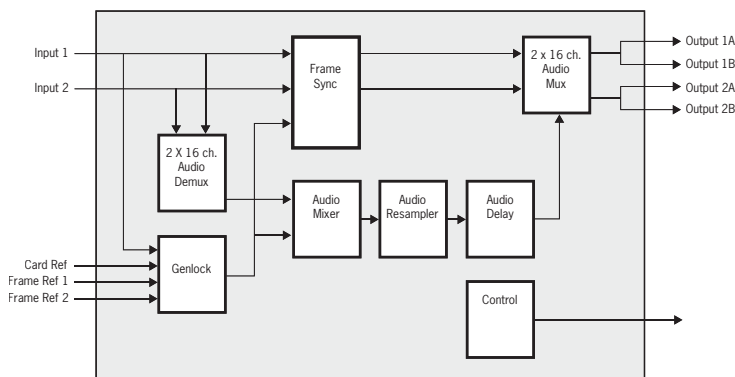 Input 1
Input 2
Frame
Sync
2 x 16 ch.
Audio
Mux
Output 1A
Output 1B
Output 2A
Output 2B
2 X 16 ch.
Audio
Demux
Audio
Mixer
Audio
Resampler
Audio
Delay
Card Ref
Frame Ref 1
Frame Ref 2
Genlock
Control